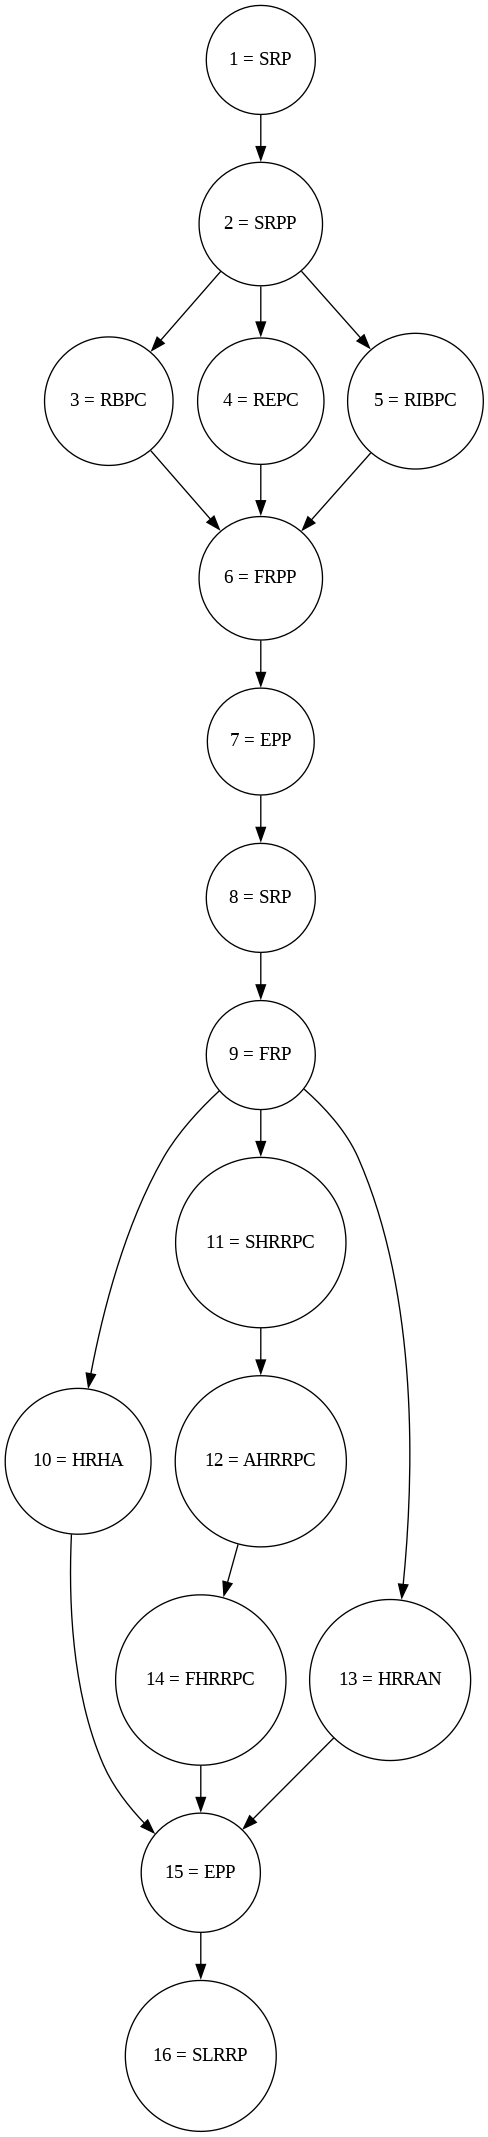 1 = SRP
2 = SRPP
3 = RBPC
4 = REPC
5 = RIBPC
6 = FRPP
7 = EPP
8 = SRP
9 = FRP
11 = SHRRPC
10 = HRHA
12 = AHRRPC
14 = FHRRPC
13 = HRRAN
15 = EPP
16 = SLRRP